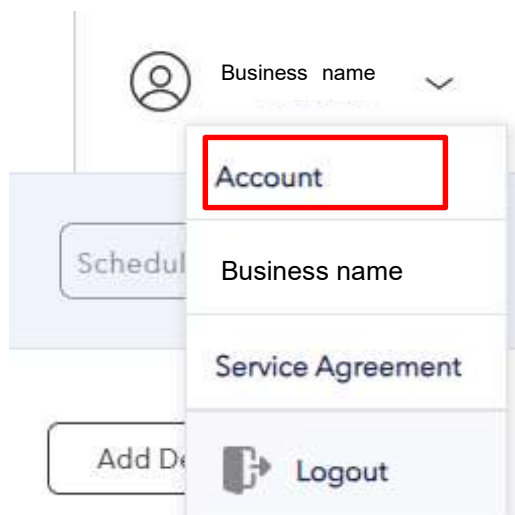 Business name
Account
Schedul
Business name
Service Agreement
Add De
Logout